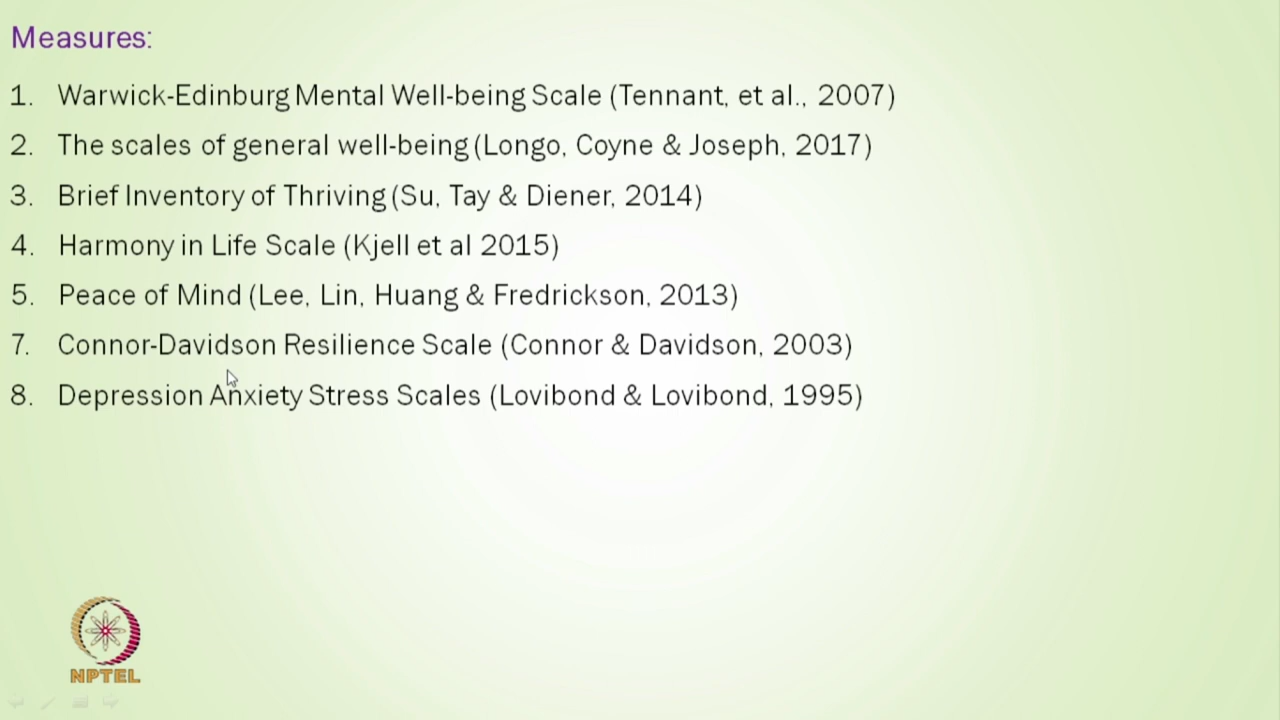 Measures:
1. Warwick-Edinburg Mental Well-being Scale (Tennant, et al., 2007)
2. The scales of general well-being (Longo, Coyne & Joseph, 2017)
3. Brief Inventory of Thriving (Su, Tay & Diener, 2014)
4. Harmony in Life Scale (Kjell et al 2015)
5. Peace of Mind (Lee, Lin, Huang & Fredrickson, 2013)
7. Connor-Davidson Resilience Scale (Connor & Davidson, 2003)
8. Depression Anxiety Stress Scales (Lovibond & Lovibond, 1995)
NPTEL